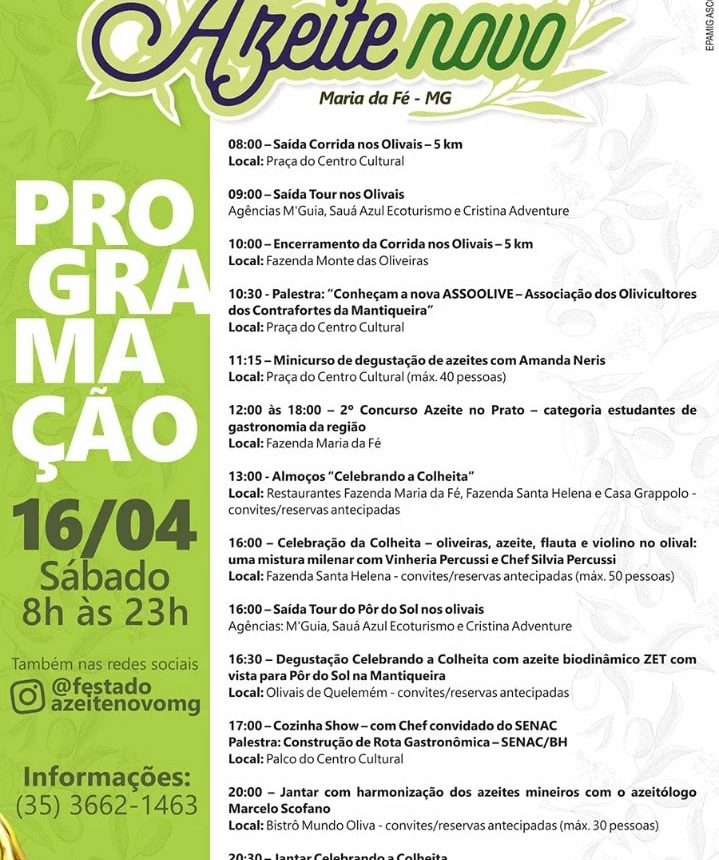 Azeite novo
Maria da Fé - MG
EPAMIG ASC
PRO
GRA
MA
ÇÃO
16/04
Sábado
8h às 23h
Também nas redes sociais
@festado
azeitenovomg
Informações:
(35) 3662-1463
08:00 – Saída Corrida nos Olivais – 5 km
Local: Praça do Centro Cultural
09:00 – Saída Tour nos Olivais
Agências M'Guia, Sauá Azul Ecoturismo e Cristina Adventure
10:00 – Encerramento da Corrida nos Olivais – 5 km
Local: Fazenda Monte das Oliveiras
10:30 - Palestra: "Conheçam a nova ASSOOLIVE – Associação dos Olivicultores
dos Contrafortes da Mantiqueira"
Local: Praça do Centro Cultural
11:15 – Minicurso de degustação de azeites com Amanda Neris
Local: Praça do Centro Cultural (máx. 40 pessoas)
12:00 às 18:00 – 2º Concurso Azeite no Prato – categoria estudantes de
gastronomia da região
Local: Fazenda Maria da Fé
13:00 - Almoços "Celebrando a Colheita"
Local: Restaurantes Fazenda Maria da Fé, Fazenda Santa Helena e Casa Grappolo -
convites/reservas antecipadas
16:00 – Celebração da Colheita – oliveiras, azeite, flauta e violino no olival:
uma mistura milenar com Vinheria Percussi e Chef Silvia Percussi
Local: Fazenda Santa Helena - convites/reservas antecipadas (máx. 50 pessoas)
16:00 – Saída Tour do Pôr do Sol nos olivais
Agências: M'Guia, Sauá Azul Ecoturismo e Cristina Adventure
16:30 – Degustação Celebrando a Colheita com azeite biodinâmico ZET com
vista para Pôr do Sol na Mantiqueira
Local: Olivais de Quelemém - convites/reservas antecipadas
17:00 – Cozinha Show – com Chef convidado do SENAC
Palestra: Construção de Rota Gastronômica – SENAC/BH
Local: Palco do Centro Cultural
20:00 – Jantar com harmonização dos azeites mineiros com o azeitólogo
Marcelo Scofano
Local: Bistrô Mundo Oliva - convites/reservas antecipadas (máx. 30 pessoas)
20:30 – Jantar Celebrando a Colheita